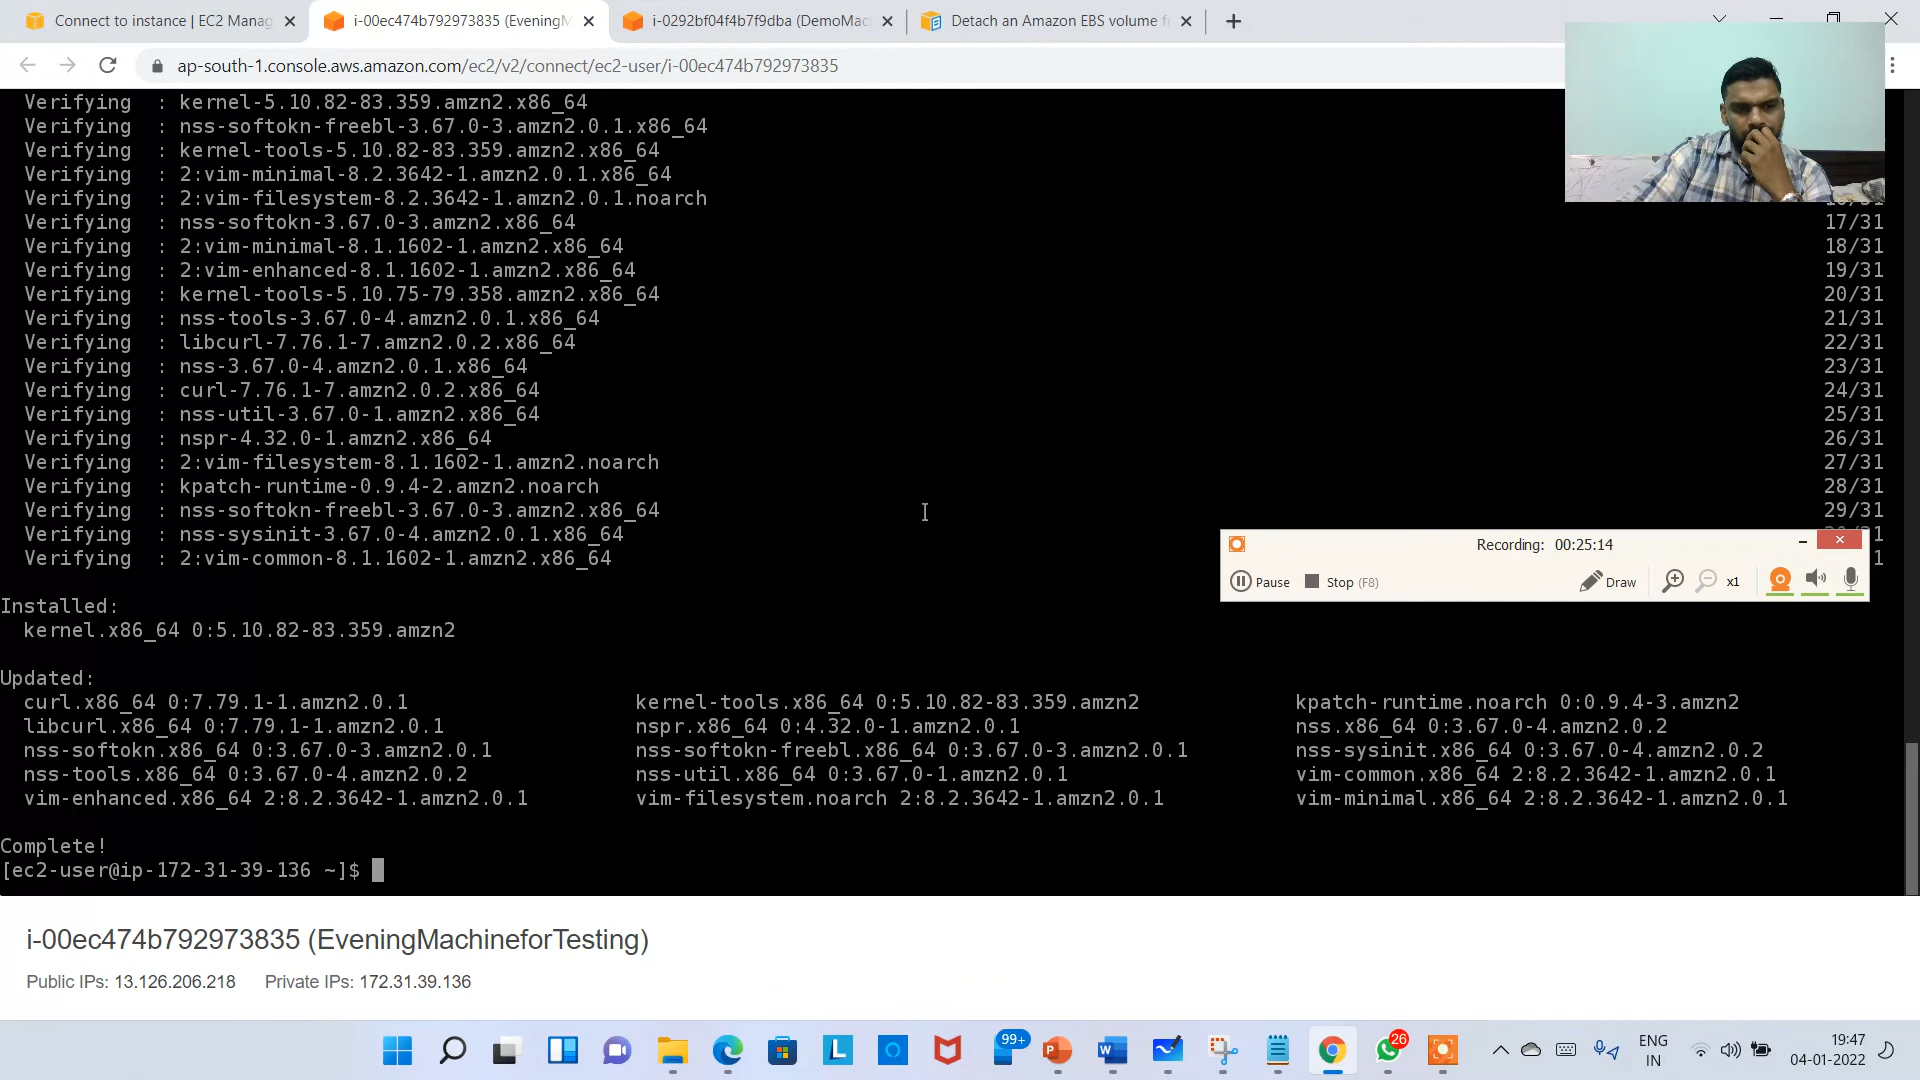 Connect to instance | EC2 Manag
i-00ec474b792973835 (EveningM
i-0292bf04f4b7f9dba (DemoMac
Detach an Amazon EBS volume f
ap-south-1.console.aws.amazon.com/ec2/v2/connect/ec2-user/i-00ec474b792973835
Verifying : kernel-5.10.82-83.359.amzn2.x86_64
Verifying : nss-softokn-freebl-3.67.0-3.amzn2.0.1.x86_64
Verifying : kernel-tools-5.10.82-83.359.amzn2.x86_64
Verifying : 2:vim-minimal-8.2.3642-1.amzn2.0.1.x86_64
Verifying : 2:vim-filesystem-8.2.3642-1.amzn2.0.1.noarch
Verifying : nss-softokn-3.67.0-3.amzn2.x86_64 17/31
Verifying : 2:vim-minimal-8.1.1602-1.amzn2.x86_64 18/31
Verifying : 2:vim-enhanced-8.1.1602-1.amzn2.x86_64 19/31
Verifying : kernel-tools-5.10.75-79.358.amzn2.x86_64 20/31
Verifying : nss-tools-3.67.0-4.amzn2.0.1.x86_64 21/31
Verifying : libcurl-7.76.1-7.amzn2.0.2.x86_64 22/31
Verifying : nss-3.67.0-4.amzn2.0.1.x86_64 23/31
Verifying : curl-7.76.1-7.amzn2.0.2.x86_64 24/31
Verifying : nss-util-3.67.0-1.amzn2.x86_64 25/31
Verifying : nspr-4.32.0-1.amzn2.x86_64 26/31
Verifying : 2:vim-filesystem-8.1.1602-1.amzn2.noarch 27/31
Verifying : kpatch-runtime-0.9.4-2.amzn2.noarch 28/31
Verifying : nss-softokn-freebl-3.67.0-3.amzn2.x86_64 29/31
Verifying : nss-sysinit-3.67.0-4.amzn2.0.1.x86_64
Verifying : 2:vim-common-8.1.1602-1.amzn2.x86_64
Recording: 00:25:14
Pause Stop (F8) Draw x1
Installed:
kernel.x86_64 0:5.10.82-83.359.amzn2
Updated:
curl.x86_64 0:7.79.1-1.amzn2.0.1 kernel-tools.x86_64 0:5.10.82-83.359.amzn2 kpatch-runtime.noarch 0:0.9.4-3.amzn2
libcurl.x86_64 0:7.79.1-1.amzn2.0.1 nspr.x86_64 0:4.32.0-1.amzn2.0.1 nss.x86_64 0:3.67.0-4.amzn2.0.2
nss-softokn.x86_64 0:3.67.0-3.amzn2.0.1 nss-softokn-freebl.x86_64 0:3.67.0-3.amzn2.0.1 nss-sysinit.x86_64 0:3.67.0-4.amzn2.0.2
nss-tools.x86_64 0:3.67.0-4.amzn2.0.2 nss-util.x86_64 0:3.67.0-1.amzn2.0.1 vim-common.x86_64 2:8.2.3642-1.amzn2.0.1
vim-enhanced.x86_64 2:8.2.3642-1.amzn2.0.1 vim-filesystem.noarch 2:8.2.3642-1.amzn2.0.1 vim-minimal.x86_64 2:8.2.3642-1.amzn2.0.1
Complete!
[ec2-user@ip-172-31-39-136 ~]$
i-00ec474b792973835 (EveningMachineforTesting)
Public IPs: 13.126.206.218 Private IPs: 172.31.39.136
99+
26
ENG
IN
19:47
04-01-2022